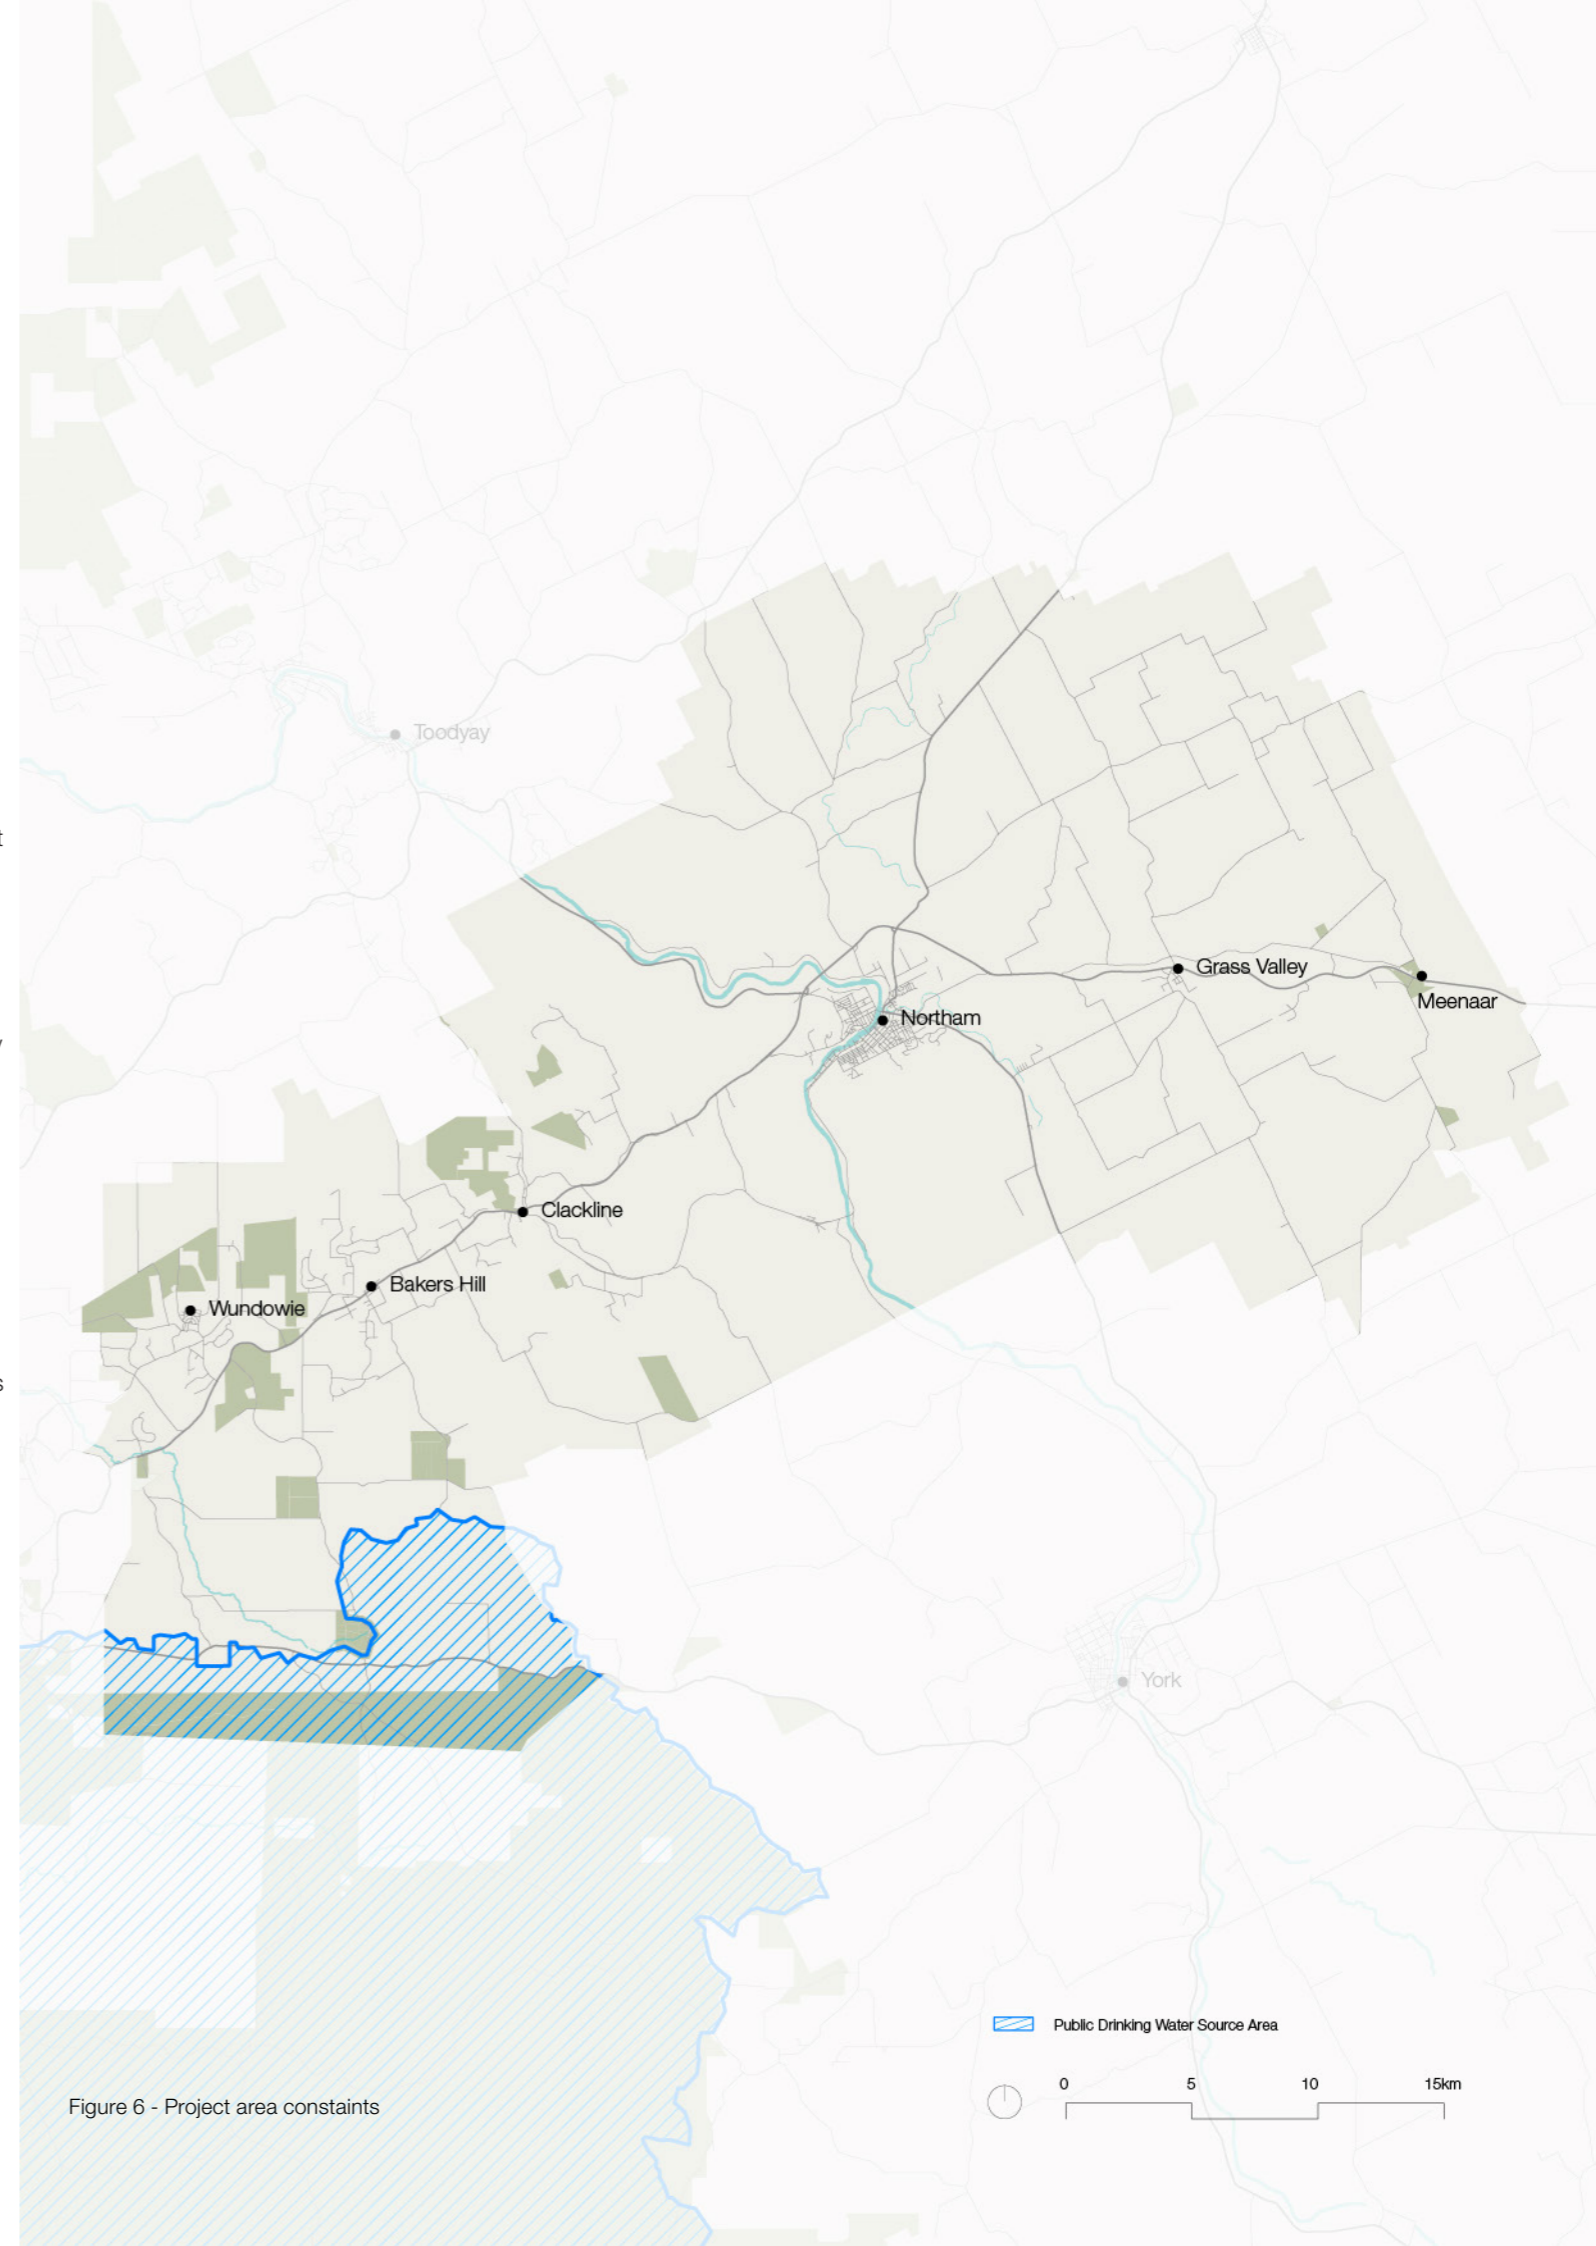 Toodyay
t
Grass Valley
Meenaar
Northam
y
Clackline
Bakers Hill
Wundowie
s
York
Public Drinking Water Source Area
0 5 10 15km
Figure 6 - Project area constaints